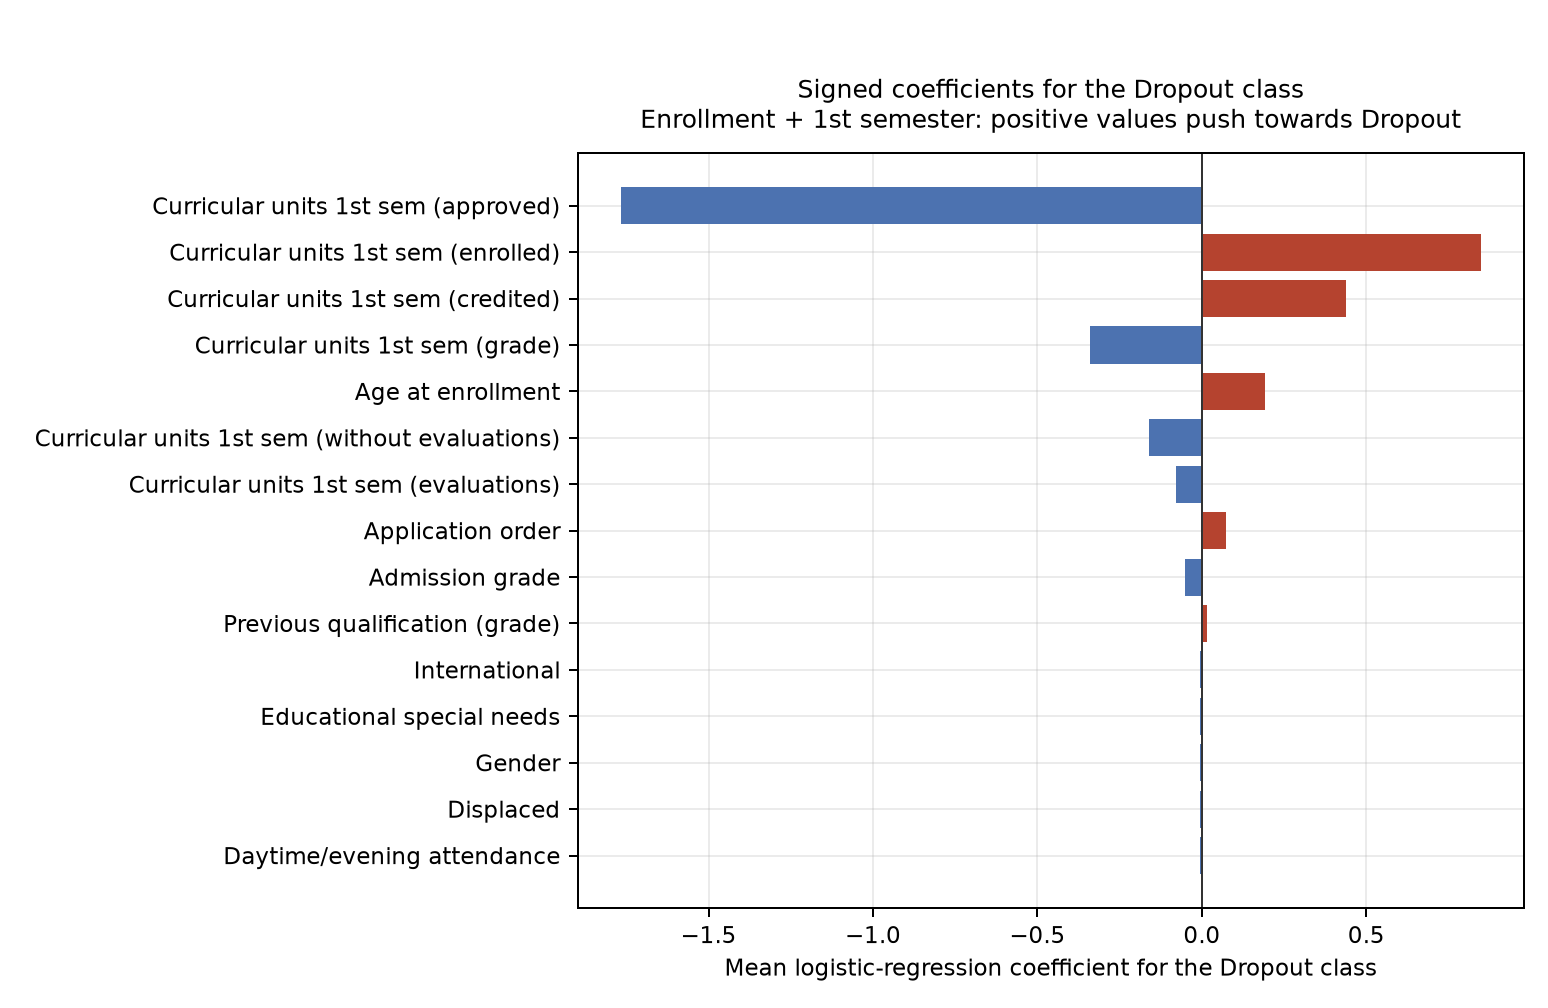 Signed coefficients for the Dropout class
Enrollment + 1st semester: positive values push towards Dropout
Curricular units 1st sem (approved)
Curricular units 1st sem (enrolled)
Curricular units 1st sem (credited)
Curricular units 1st sem (grade)
Age at enrollment
Curricular units 1st sem (without evaluations)
Curricular units 1st sem (evaluations)
Application order
Admission grade
Previous qualification (grade)
International
Educational special needs
Gender
Displaced
Daytime/evening attendance
−1.5 −1.0 −0.5 0.0 0.5
Mean logistic-regression coefficient for the Dropout class